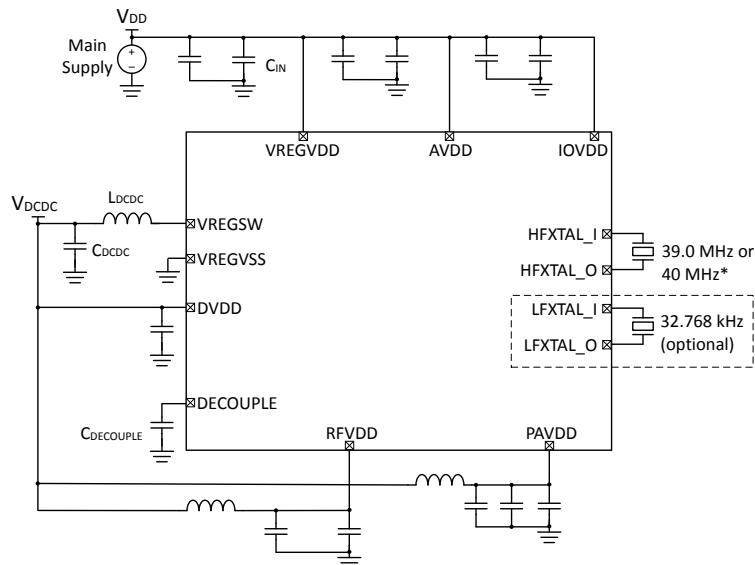 VDD
Main
Supply
+
−
CIN
VREGVDD
AVDD
IOVDD
VDCDC
LDCDC
CDCDC
VREGSW
VREGVSS
DVDD
DECOUPLE
CDECOUPLE
HFXTAL_I
HFXTAL_O
39.0 MHz or
40 MHz*
LFXTAL_I
LFXTAL_O
32.768 kHz
(optional)
RFVDD
PAVDD